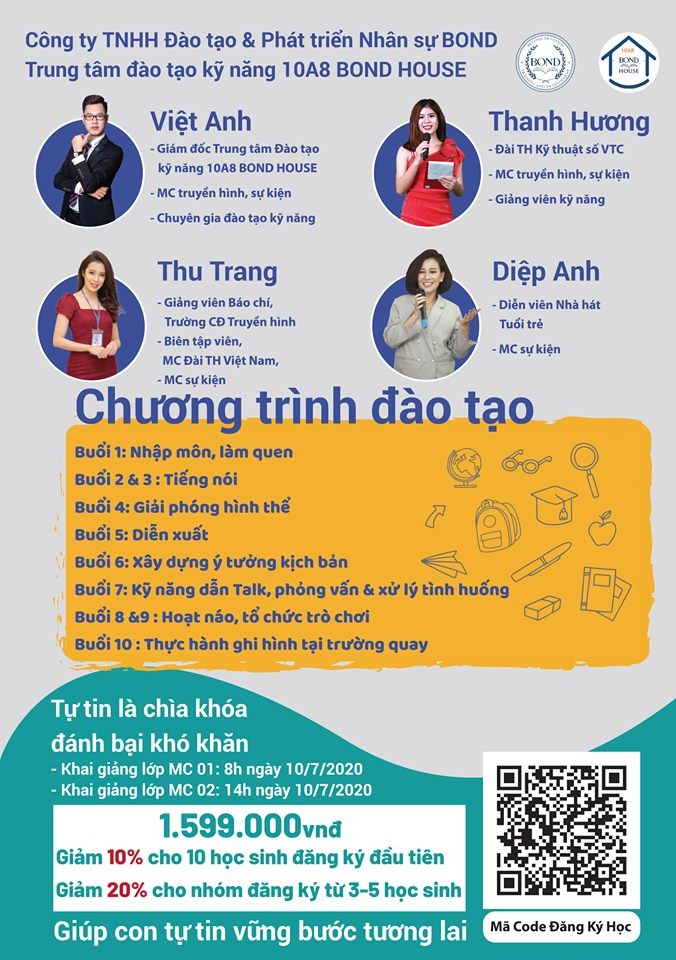 Công ty TNHH Đào tạo & Phát triển Nhân sự BOND
Trung tâm đào tạo kỹ năng 10A8 BOND HOUSE
BOND
10A8
BOND
HOUSE
Việt Anh
- Giám đốc Trung tâm Đào tạo
kỹ năng 10A8 BOND HOUSE
- MC truyền hình, sự kiện
- Chuyên gia đào tạo kỹ năng
Thanh Hương
- Đài TH Kỹ thuật số VTC
- MC truyền hình, sự kiện
- Giảng viên kỹ năng
Thu Trang
- Giảng viên Báo chí,
Trường CĐ Truyền hình
- Biên tập viên,
MC Đài TH Việt Nam,
- MC sự kiện
Diệp Anh
- Diễn viên Nhà hát
Tuổi trẻ
- MC sự kiện
Chương trình đào tạo
Buổi 1: Nhập môn, làm quen
Buổi 2 & 3 : Tiếng nói
Buổi 4: Giải phóng hình thể
Buổi 5: Diễn xuất
Buổi 6: Xây dựng ý tưởng kịch bản
Buổi 7: Kỹ năng dẫn Talk, phỏng vấn & xử lý tình huống
Buổi 8 &9 : Hoạt náo, tổ chức trò chơi
Buổi 10 : Thực hành ghi hình tại trường quay
Tự tin là chìa khóa
đánh bại khó khăn
- Khai giảng lớp MC 01: 8h ngày 10/7/2020
- Khai giảng lớp MC 02: 14h ngày 10/7/2020
1.599.000vnđ
Giảm 10% cho 10 học sinh đăng ký đầu tiên
Giảm 20% cho nhóm đăng ký từ 3-5 học sinh
Giúp con tự tin vững bước tương lai
Mã Code Đăng Ký Học